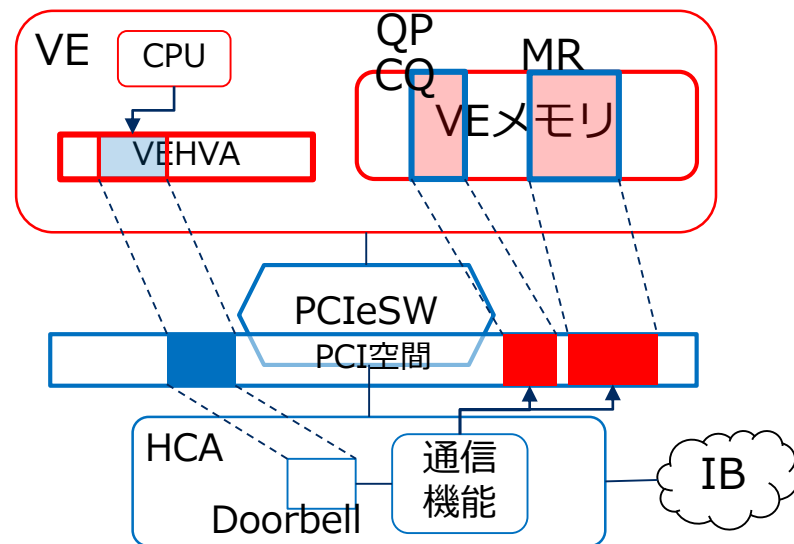 VE
CPU
VEHVA
QP
CQ
MR
VEメモリ
PCIeSW
PCI空間
HCA
Doorbell
通信
機能
IB